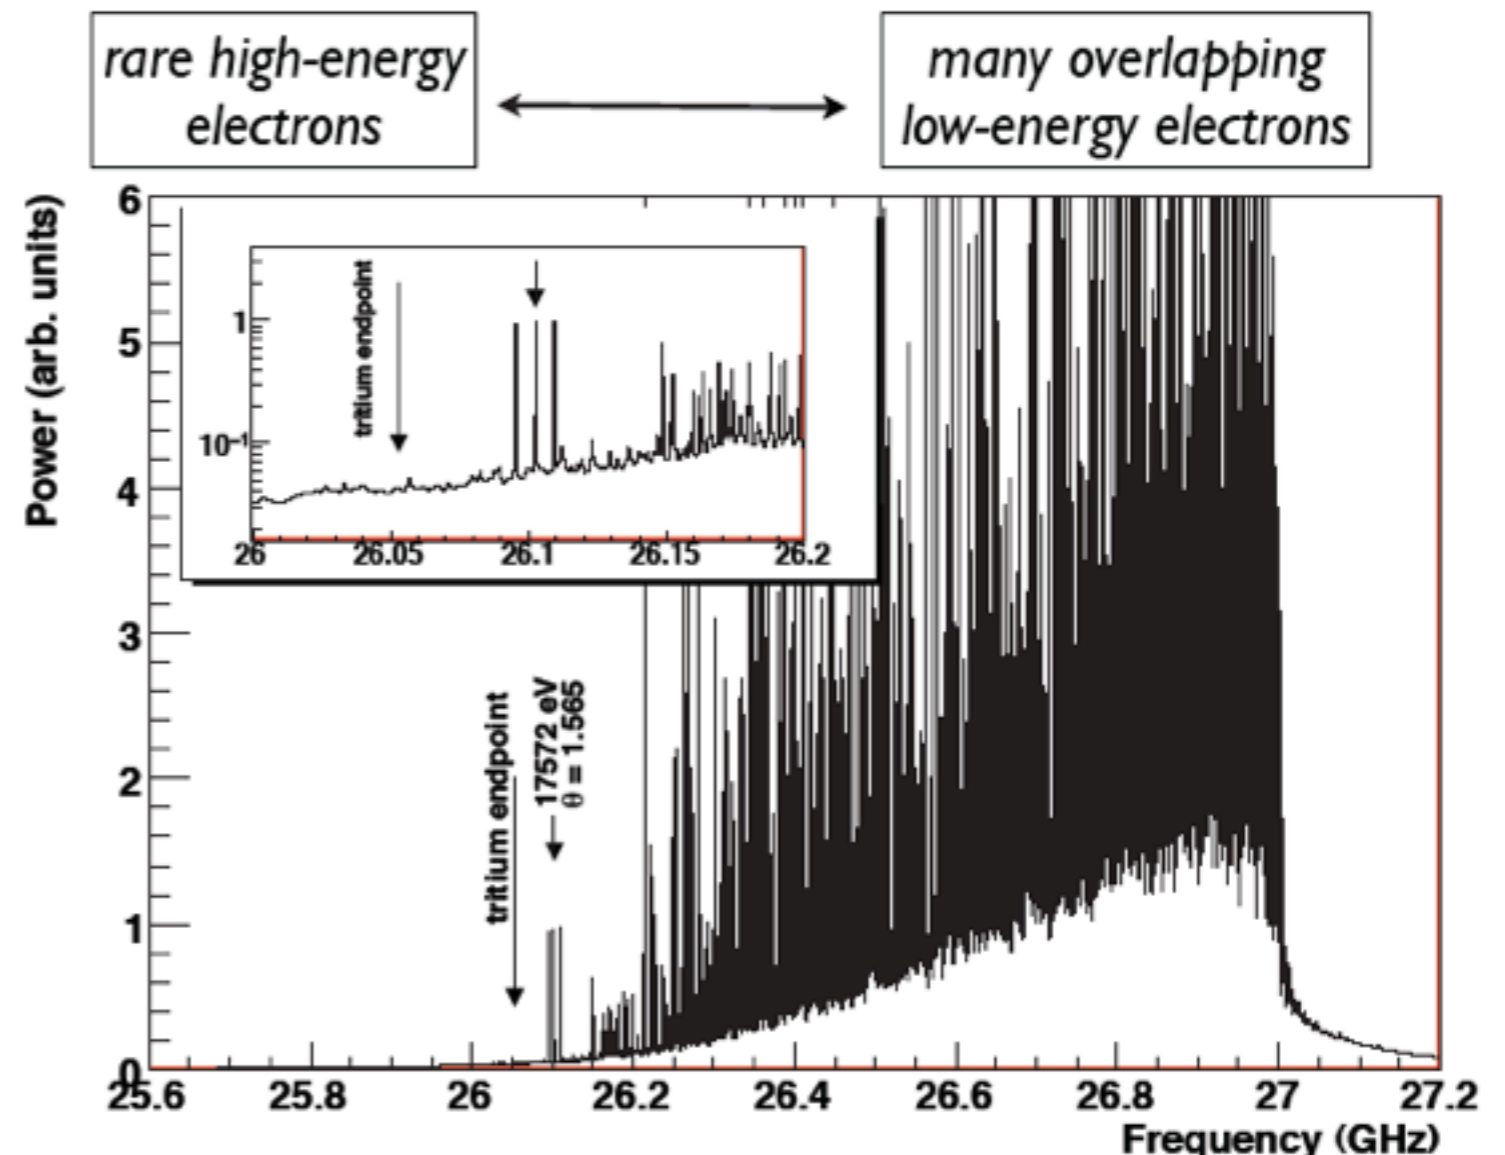 rare high-energy
electrons
many overlapping
low-energy electrons
Power (arb. units)
6
5
4
3
2
1
0
tritium endpoint
1
10⁻¹
26
26.05
26.1
26.15
26.2
tritium endpoint
17572 eV
θ = 1.565
25.6
25.8
26
26.2
26.4
26.6
26.8
27
27.2
Frequency (GHz)